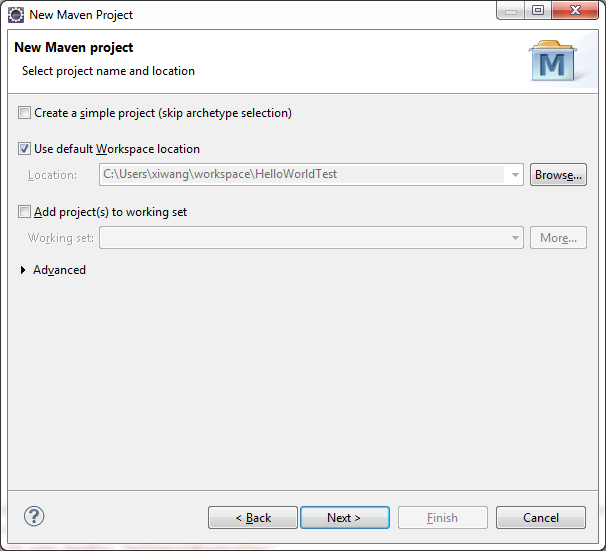 New Maven Project
New Maven project
Select project name and location
M
Create a simple project (skip archetype selection)
Use default Workspace location
Location: C:\Users\xiwang\workspace\HelloWorldTest Browse...
Add project(s) to working set
Working set: More...
Advanced
? < Back Next > Finish Cancel